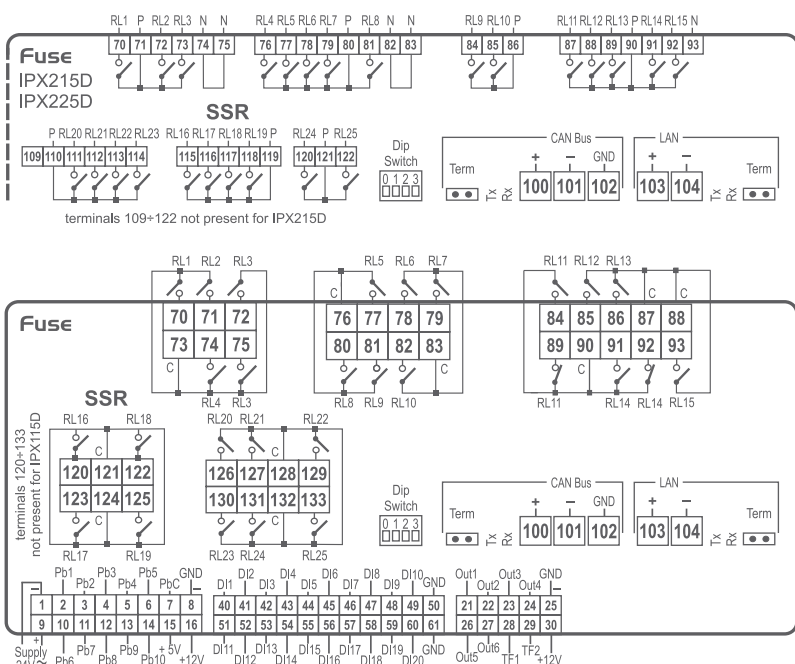 RL1 P RL2 RL3 N N RL4 RL5 RL6 RL7 P RL8 N N RL9 RL10 P RL11 RL12 RL13 P RL14 RL15 N
70 71 72 73 74 75 76 77 78 79 80 81 82 83 84 85 86 87 88 89 90 91 92 93
Fuse
IPX215D
IPX225D
SSR
P RL20 RL21 RL22 RL23 RL16 RL17 RL18 RL19 P RL24 P RL25
109 110 111 112 113 114 115 116 117 118 119 120 121 122
Dip
Switch
0 1 2 3
Term
Tx
Rx
CAN Bus
+ − GND
100 101 102
LAN
+ −
103 104
Tx
Rx
Term
terminals 109÷122 not present for IPX215D
RL1 RL2 RL3 RL5 RL6 RL7 RL11 RL12 RL13
C C C
Fuse
70 71 72 76 77 78 79 84 85 86 87 88
73 74 75 80 81 82 83 89 90 91 92 93
C C C
RL4 RL3 RL8 RL9 RL10 RL11 RL14 RL14 RL15
SSR
terminals 120÷133
not present for IPX115D
RL16 RL18 RL20 RL21 RL22
C C
120 121 122 126 127 128 129
123 124 125 130 131 132 133
C C
RL17 RL19 RL23 RL24 RL25
Dip
Switch
0 1 2 3
Term
Tx
Rx
CAN Bus
+ − GND
100 101 102
LAN
+ −
103 104
Tx
Rx
Term
Pb1 Pb3 Pb5 GND DI2 DI4 DI6 DI8 DI10 Out1 Out3 GND
− Pb2 Pb4 PbC − DI1 DI3 DI5 DI7 DI9 GND Out2 Out4 −
1 2 3 4 5 6 7 8 40 41 42 43 44 45 46 47 48 49 50 21 22 23 24 25
9 10 11 12 13 14 15 16 51 52 53 54 55 56 57 58 59 60 61 26 27 28 29 30
+ Pb7 Pb9 + 5V DI11 DI13 DI15 DI17 DI19 GND Out6 TF2
Supply Pb6 Pb8 Pb10 +12V DI12 DI14 DI16 DI18 DI20 Out5 TF1 +12V
24V